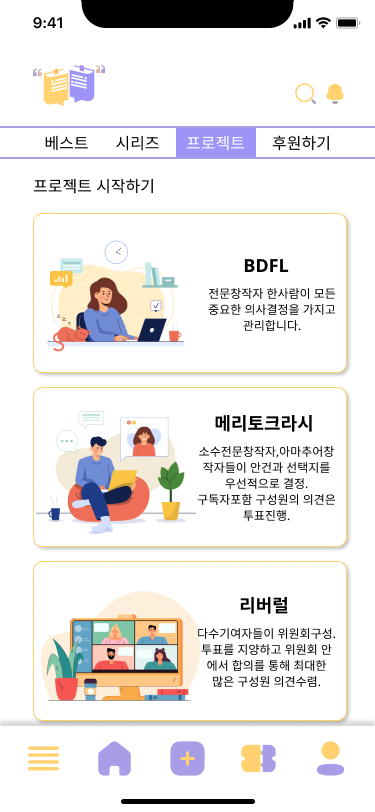 9:41
베스트 시리즈 프로젝트 후원하기
프로젝트 시작하기
BDFL
전문창작자 한사람이 모든
중요한 의사결정을 가지고
관리합니다.
메리토크라시
소수전문창작자,아마추어창
작자들이 안건과 선택지를
우선적으로 결정.
구독자포함 구성원의 의견은
투표진행.
리버럴
다수기여자들이 위원회구성.
투표를 지양하고 위원회 안
에서 합의를 통해 최대한
많은 구성원 의견수렴.